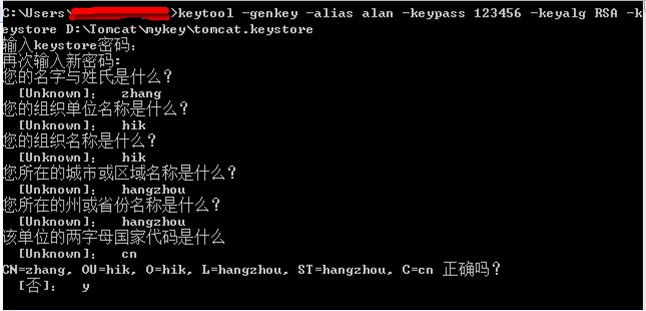 C:\Users\>keytool -genkey -alias alan -keypass 123456 -keyalg RSA -k
eystore D:\Tomcat\mykey\tomcat.keystore
输入keystore密码：
再次输入新密码:
您的名字与姓氏是什么？
[Unknown]： zhang
您的组织单位名称是什么？
[Unknown]： hik
您的组织名称是什么？
[Unknown]： hik
您所在的城市或区域名称是什么？
[Unknown]： hangzhou
您所在的州或省份名称是什么？
[Unknown]： hangzhou
该单位的两字母国家代码是什么
[Unknown]： cn
CN=zhang, OU=hik, O=hik, L=hangzhou, ST=hangzhou, C=cn 正确吗？
[否]： y